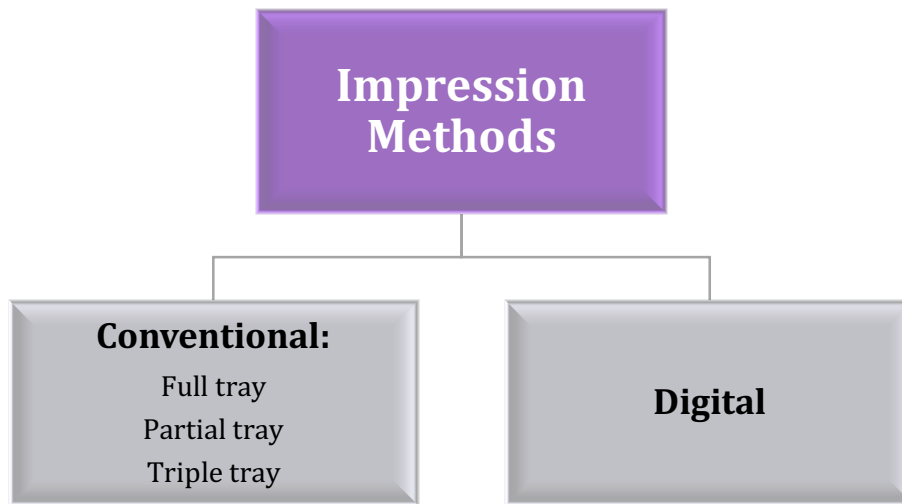 Impression
Methods
Conventional:
Full tray
Partial tray
Triple tray
Digital